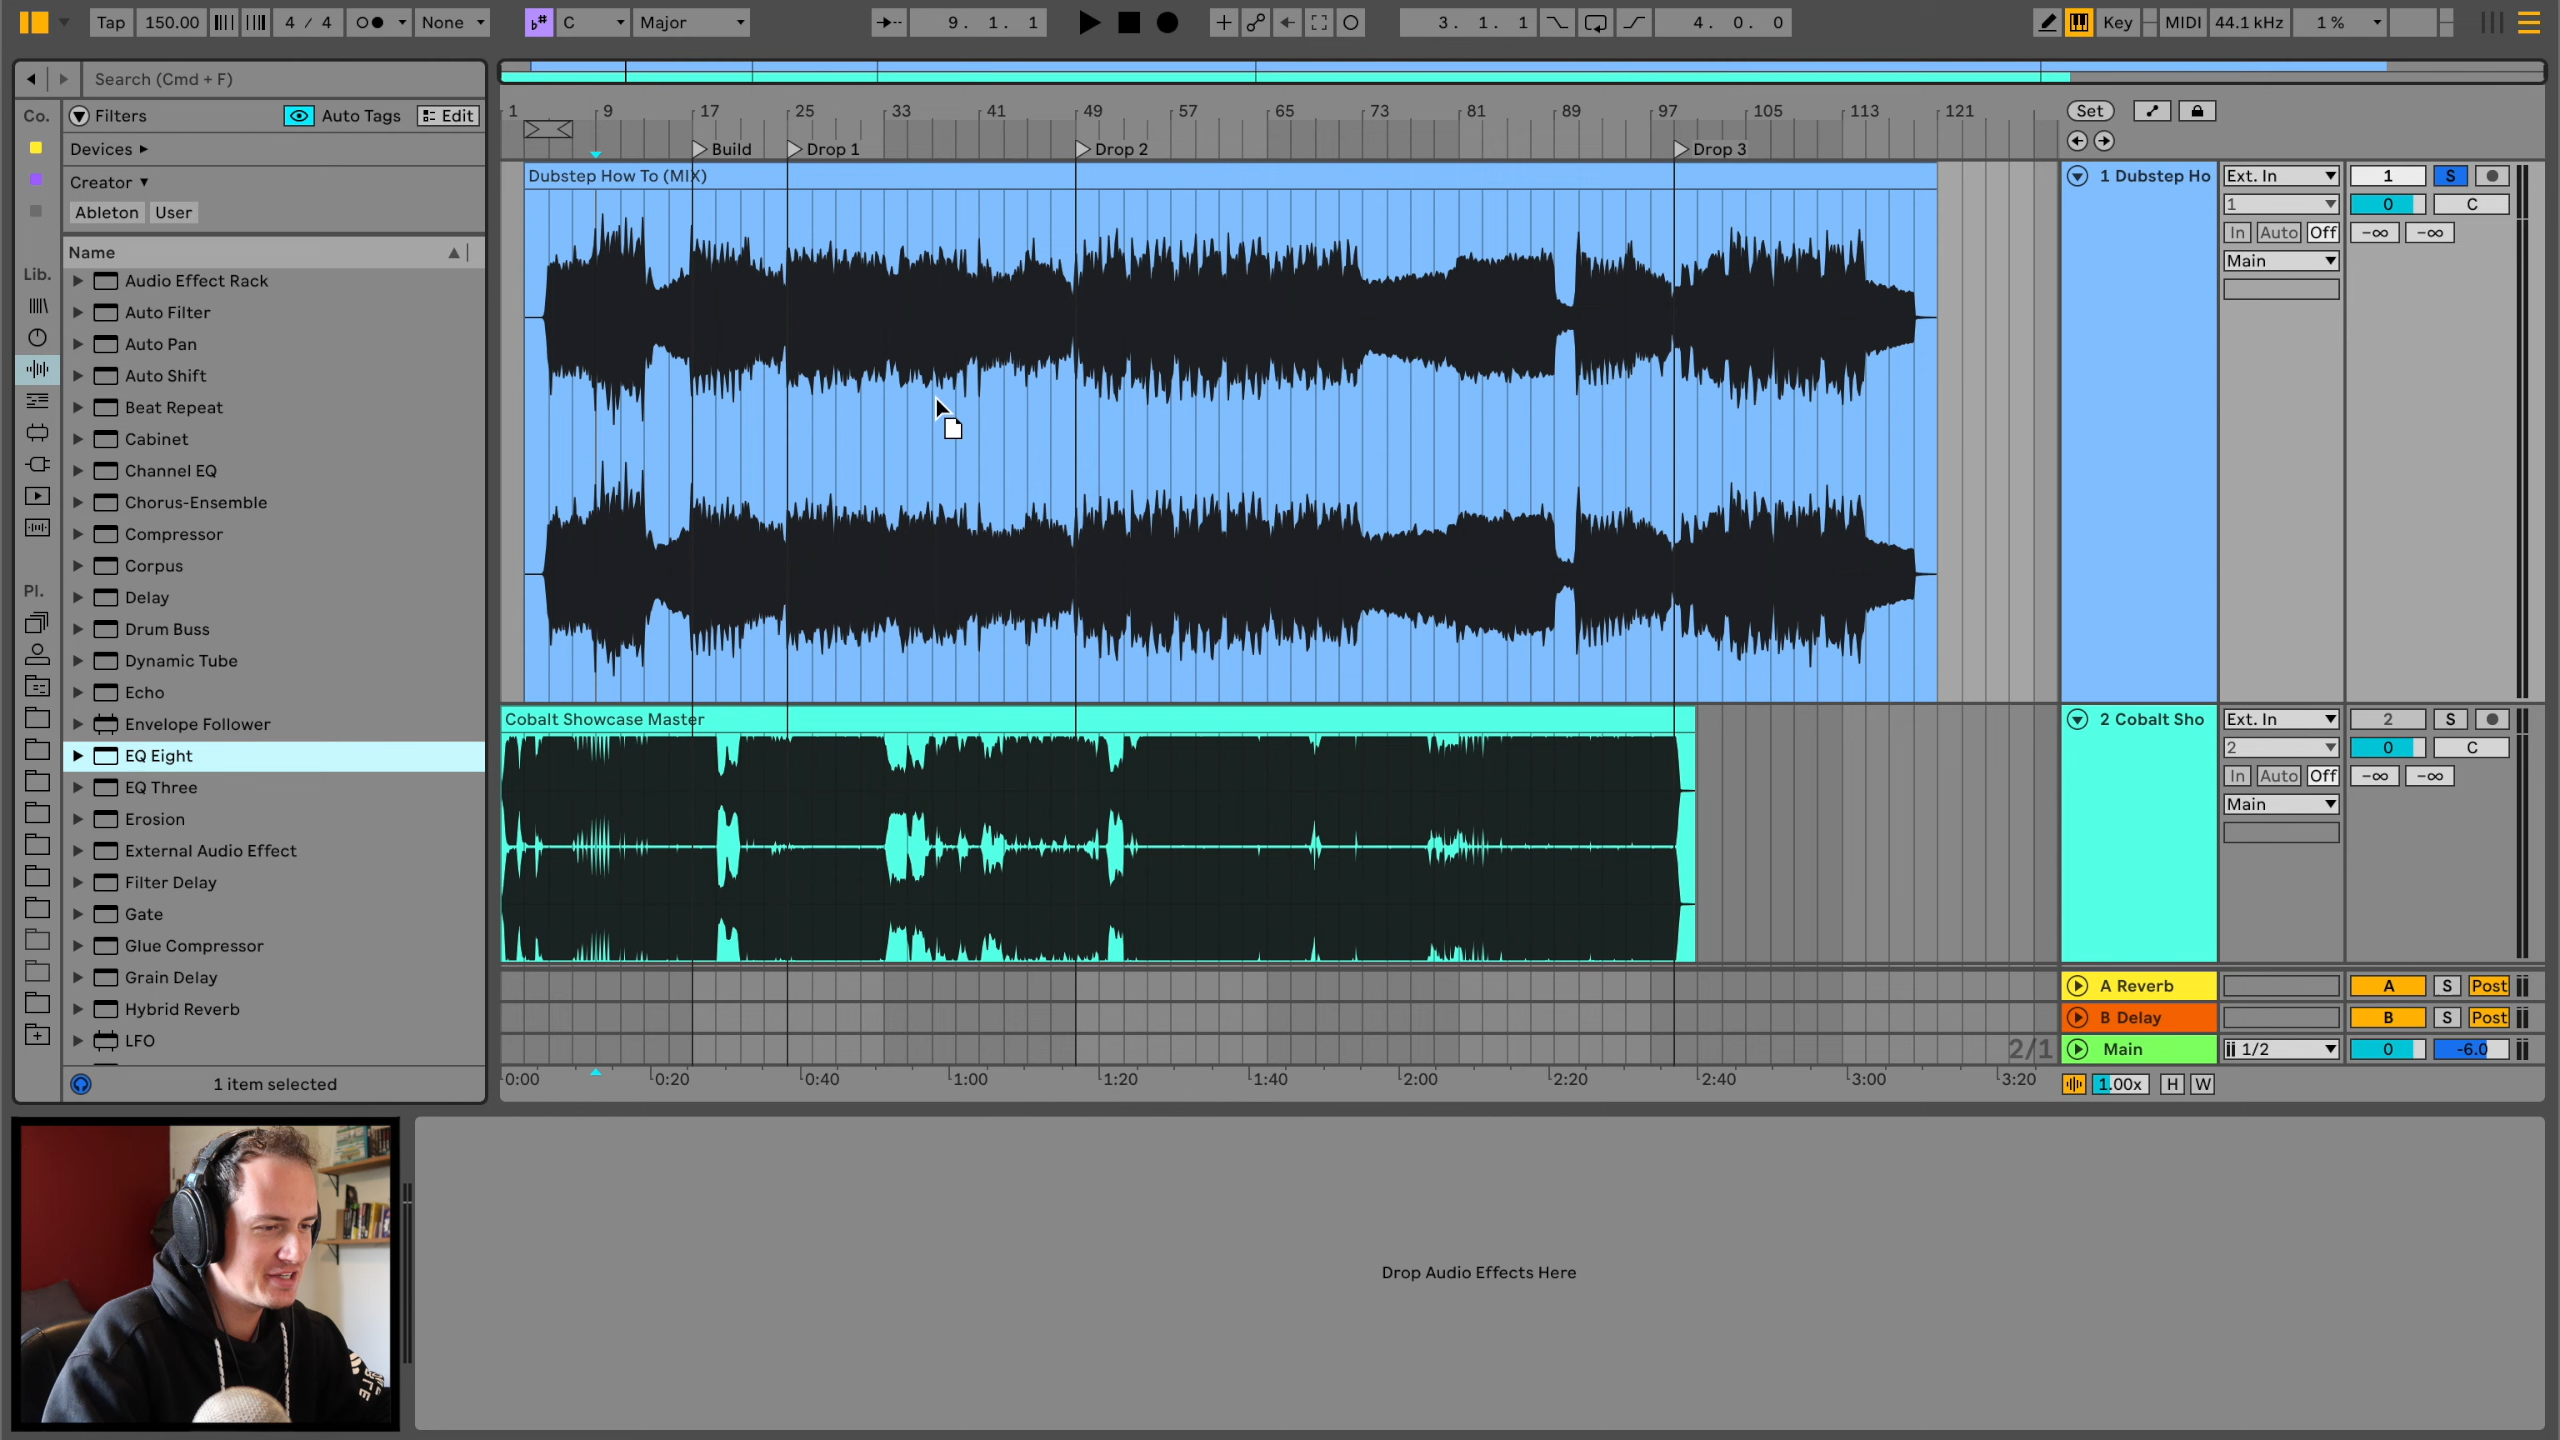 Tap 150.00 4 / 4 None C Major 9. 1. 1 3. 1. 1 4. 0. 0 Key MIDI 44.1 kHz 1 %
Search (Cmd + F)
Co.
Filters Auto Tags Edit
Devices
Creator
Ableton User
Name
Lib.
Audio Effect Rack
Auto Filter
Auto Pan
Auto Shift
Beat Repeat
Cabinet
Channel EQ
Chorus-Ensemble
Compressor
Corpus
Pl.
Delay
Drum Buss
Dynamic Tube
Echo
Envelope Follower
EQ Eight
EQ Three
Erosion
External Audio Effect
Filter Delay
Gate
Glue Compressor
Grain Delay
Hybrid Reverb
LFO
1 item selected
1 9 17 25 33 41 49 57 65 73 81 89 97 105 113 121
Set
Build Drop 1 Drop 2 Drop 3
Dubstep How To (MIX)
1 Dubstep Ho Ext. In 1 S
1 0 C
In Auto Off -∞ -∞
Main
Cobalt Showcase Master
2 Cobalt Sho Ext. In 2 S
2 0 C
In Auto Off -∞ -∞
Main
A Reverb A S Post
B Delay B S Post
2/1 Main 1/2 0 -6.0
0:00 0:20 0:40 1:00 1:20 1:40 2:00 2:20 2:40 3:00 3:20
1.00x H W
Drop Audio Effects Here